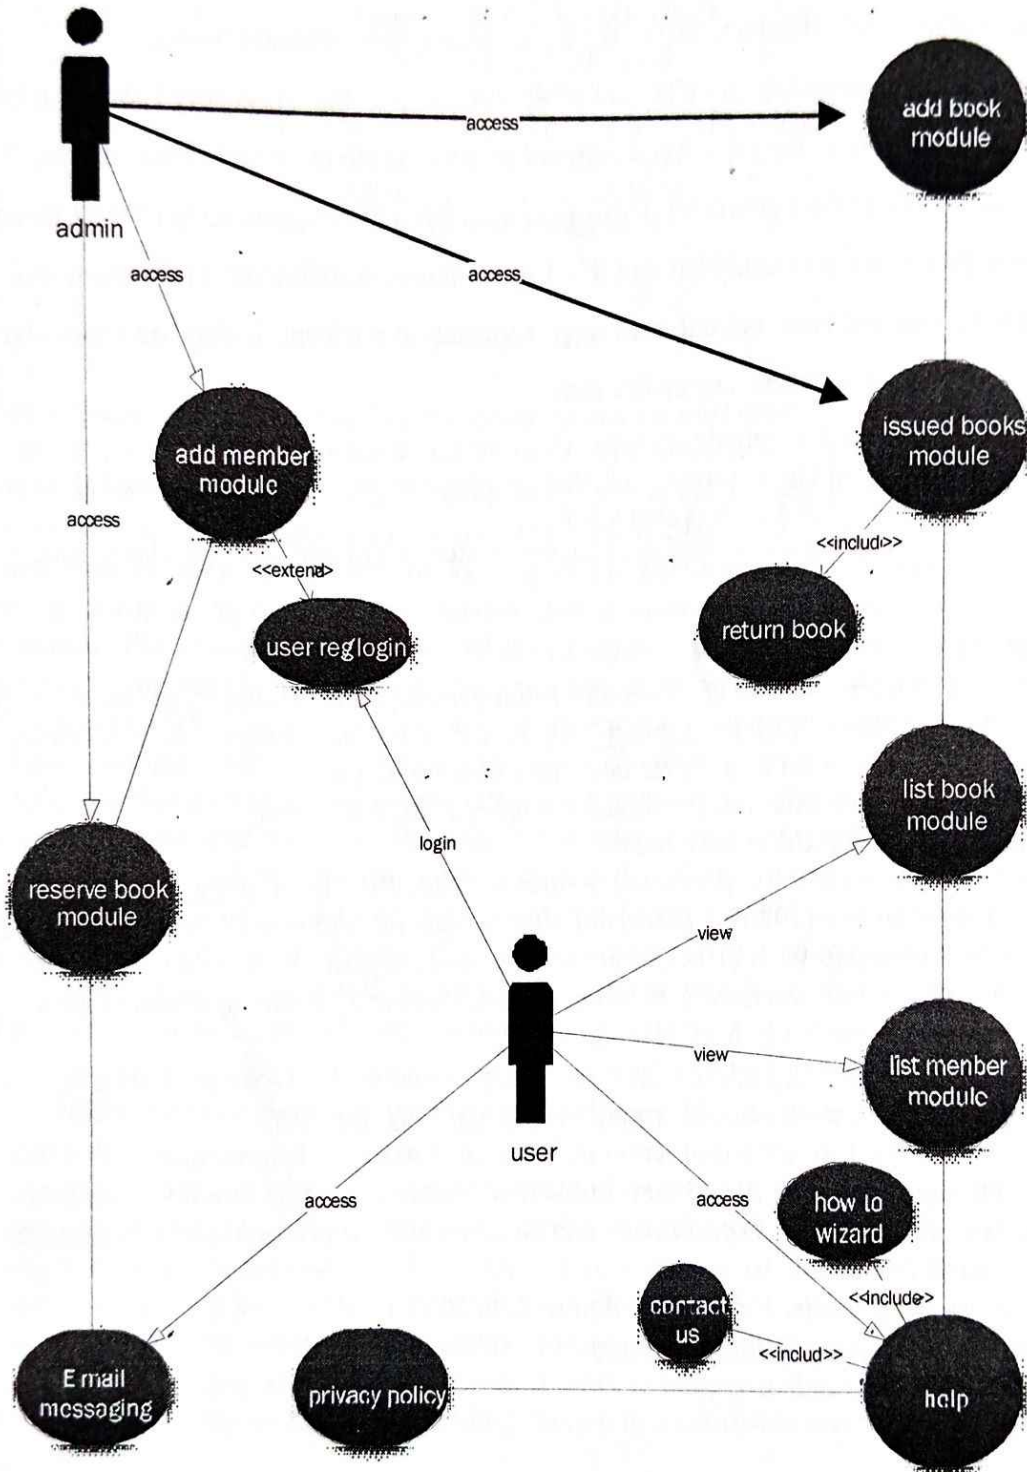 add book
module
access
admin
access
access
issued books
module
add member
module
access
<<includ>>
<<extend>
return book
user reglogin
list book
module
login
reserve book
module
view
view
list menber
module
user
access
access
how to
wizard
contact
us
<<include>
<<includ>>
E mail
messaging
privacy policy
help